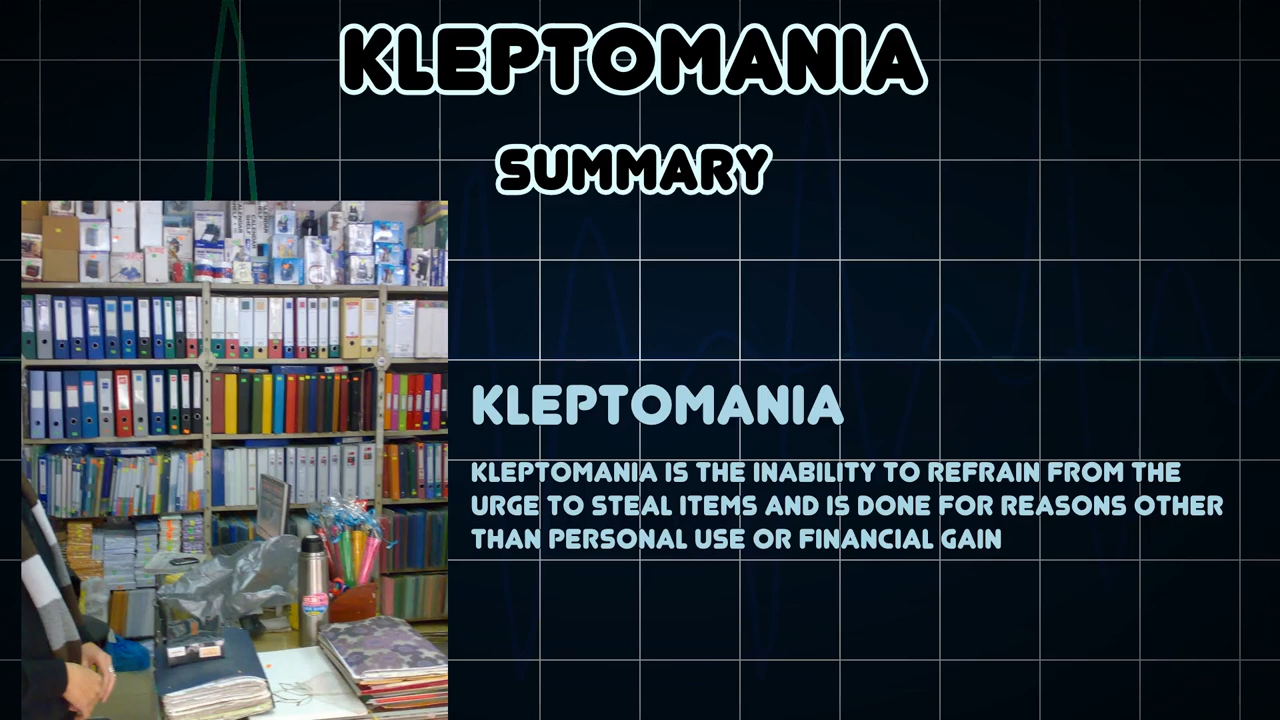 KLEPTOMANIA
SUMMARY
KLEPTOMANIA
KLEPTOMANIA IS THE INABILITY TO REFRAIN FROM THE
URGE TO STEAL ITEMS AND IS DONE FOR REASONS OTHER
THAN PERSONAL USE OR FINANCIAL GAIN